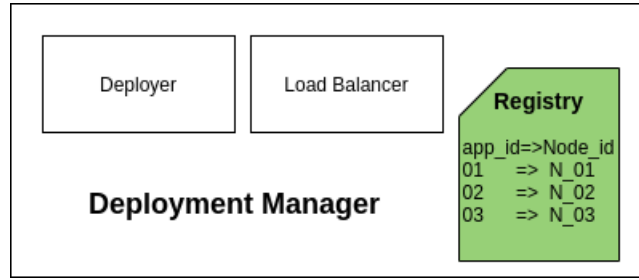 Deployer
Load Balancer
Registry
app_id=>Node_id
01 => N_01
02 => N_02
03 => N_03
Deployment Manager